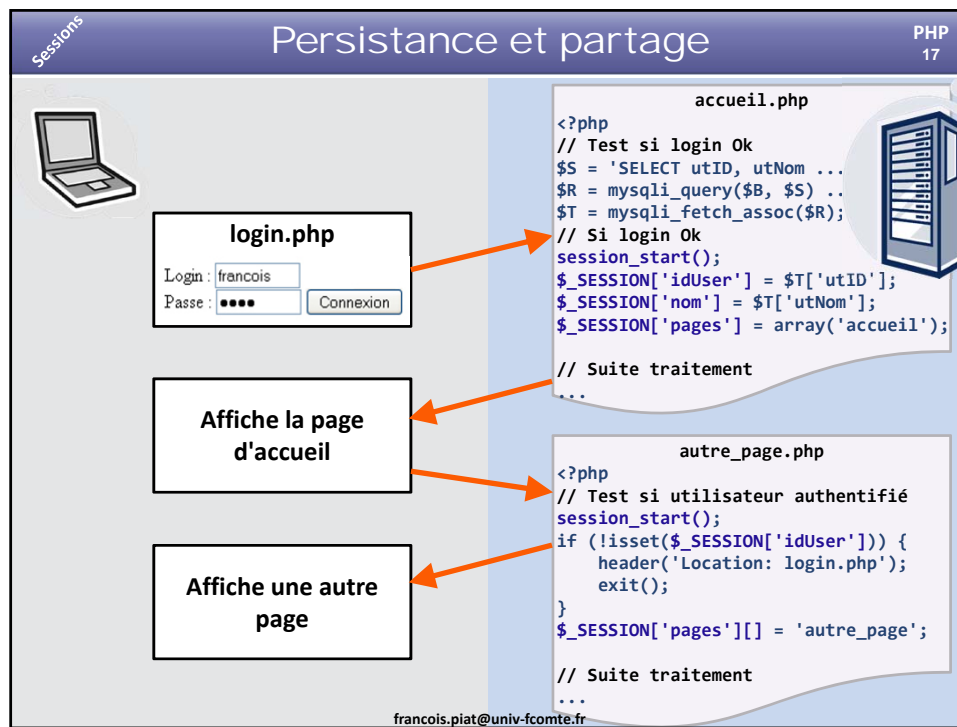 Sessions
Persistance et partage
PHP
17
login.php
Login : francois
Passe : ●●●● Connexion
Affiche la page
d'accueil
Affiche une autre
page
accueil.php
<?php
// Test si login Ok
$S = 'SELECT utID, utNom ...
$R = mysqli_query($B, $S) ..
$T = mysqli_fetch_assoc($R);
// Si login Ok
session_start();
$_SESSION['idUser'] = $T['utID'];
$_SESSION['nom'] = $T['utNom'];
$_SESSION['pages'] = array('accueil');
// Suite traitement
...
autre_page.php
<?php
// Test si utilisateur authentifié
session_start();
if (!isset($_SESSION['idUser'])) {
    header('Location: login.php');
    exit();
}
$_SESSION['pages'][] = 'autre_page';
// Suite traitement
...
francois.piat@univ-fcomte.fr